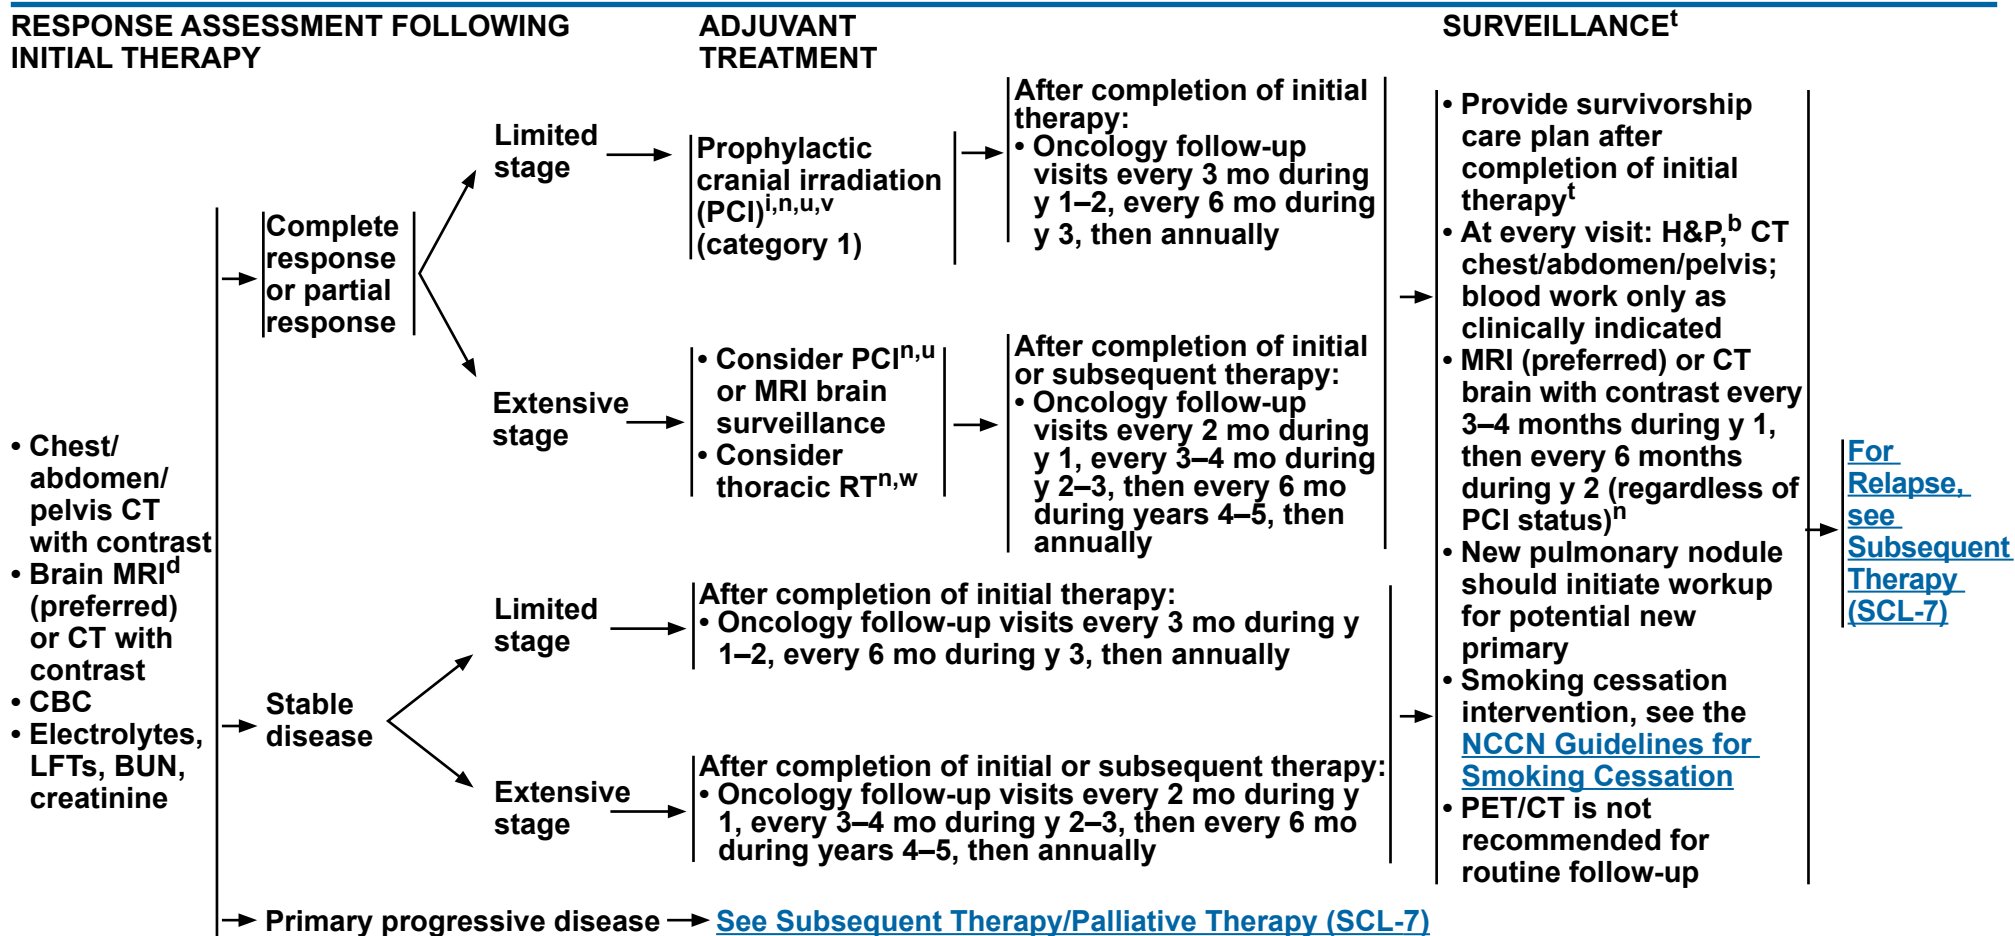 RESPONSE ASSESSMENT FOLLOWING
INITIAL THERAPY
ADJUVANT
TREATMENT
SURVEILLANCEt
• Chest/
abdomen/
pelvis CT
with contrast
• Brain MRId
(preferred)
or CT with
contrast
• CBC
• Electrolytes,
LFTs, BUN,
creatinine
Complete
response
or partial
response
Limited
stage
Prophylactic
cranial irradiation
(PCI)i,n,u,v
(category 1)
After completion of initial
therapy:
• Oncology follow-up
visits every 3 mo during
y 1–2, every 6 mo during
y 3, then annually
Extensive
stage
• Consider PCIn,u
or MRI brain
surveillance
• Consider
thoracic RTn,w
After completion of initial
or subsequent therapy:
• Oncology follow-up
visits every 2 mo during
y 1, every 3–4 mo during
y 2–3, then every 6 mo
during years 4–5, then
annually
Stable
disease
Limited
stage
After completion of initial therapy:
• Oncology follow-up visits every 3 mo during y
1–2, every 6 mo during y 3, then annually
Extensive
stage
After completion of initial or subsequent therapy:
• Oncology follow-up visits every 2 mo during y
1, every 3–4 mo during y 2–3, then every 6 mo
during years 4–5, then annually
Primary progressive disease
See Subsequent Therapy/Palliative Therapy (SCL-7)
• Provide survivorship
care plan after
completion of initial
therapyt
• At every visit: H&P,b CT
chest/abdomen/pelvis;
blood work only as
clinically indicated
• MRI (preferred) or CT
brain with contrast every
3–4 months during y 1,
then every 6 months
during y 2 (regardless of
PCI status)n
• New pulmonary nodule
should initiate workup
for potential new
primary
• Smoking cessation
intervention, see the
NCCN Guidelines for
Smoking Cessation
• PET/CT is not
recommended for
routine follow-up
For
Relapse,
see
Subsequent
Therapy
(SCL-7)